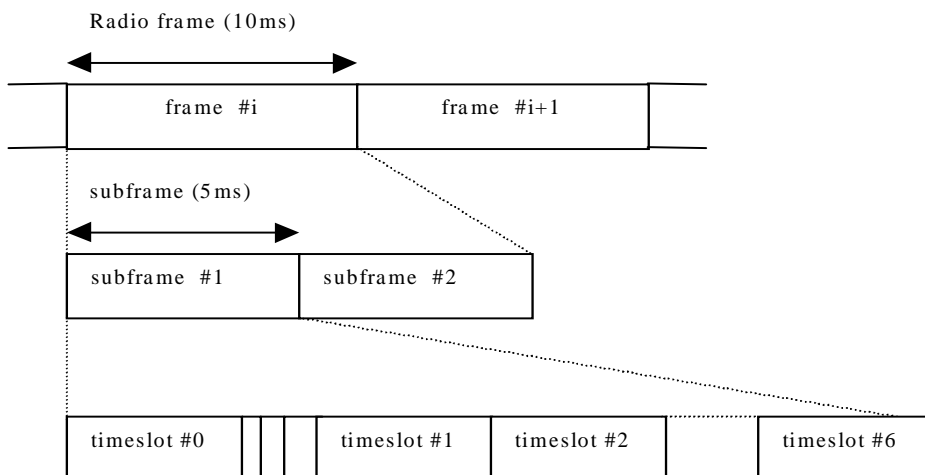 Radio frame (10ms)
frame #i
frame #i+1
subframe (5ms)
subframe #1
subframe #2
timeslot #0
timeslot #1
timeslot #2
timeslot #6